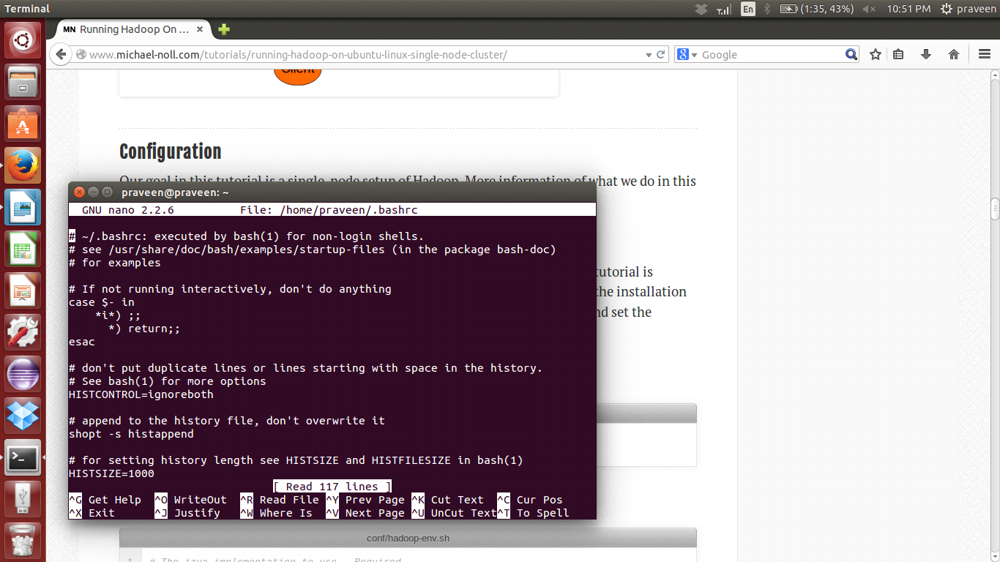 Terminal
En
(1:35, 43%)
10:51 PM
praveen
MN Running Hadoop On ...
www.michael-noll.com/tutorials/running-hadoop-on-ubuntu-linux-single-node-cluster/
Google
Client
Configuration
Our goal in this tutorial is a single-node setup of Hadoop. More information of what we do in this
praveen@praveen: ~
GNU nano 2.2.6 File: /home/praveen/.bashrc
# ~/.bashrc: executed by bash(1) for non-login shells.
# see /usr/share/doc/bash/examples/startup-files (in the package bash-doc)
# for examples
tutorial is
# If not running interactively, don't do anything
the installation
case $- in
*i*) ;;
nd set the
*) return;;
esac
# don't put duplicate lines or lines starting with space in the history.
# See bash(1) for more options
HISTCONTROL=ignoreboth
# append to the history file, don't overwrite it
shopt -s histappend
# for setting history length see HISTSIZE and HISTFILESIZE in bash(1)
HISTSIZE=1000
[ Read 117 lines ]
^G Get Help ^O WriteOut ^R Read File ^Y Prev Page ^K Cut Text ^C Cur Pos
^X Exit ^J Justify ^W Where Is ^V Next Page ^U UnCut Text ^T To Spell
conf/hadoop-env.sh
1 # The java implementation to use. Required.